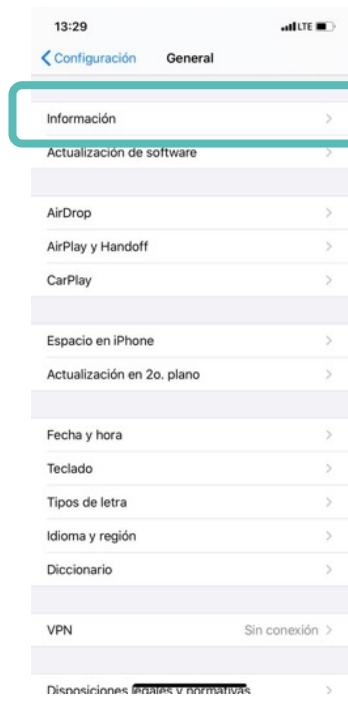 13:29 LTE
Configuración General
Información
Actualización de software
AirDrop
AirPlay y Handoff
CarPlay
Espacio en iPhone
Actualización en 2o. plano
Fecha y hora
Teclado
Tipos de letra
Idioma y región
Diccionario
VPN Sin conexión
Disposiciones legales y normativas